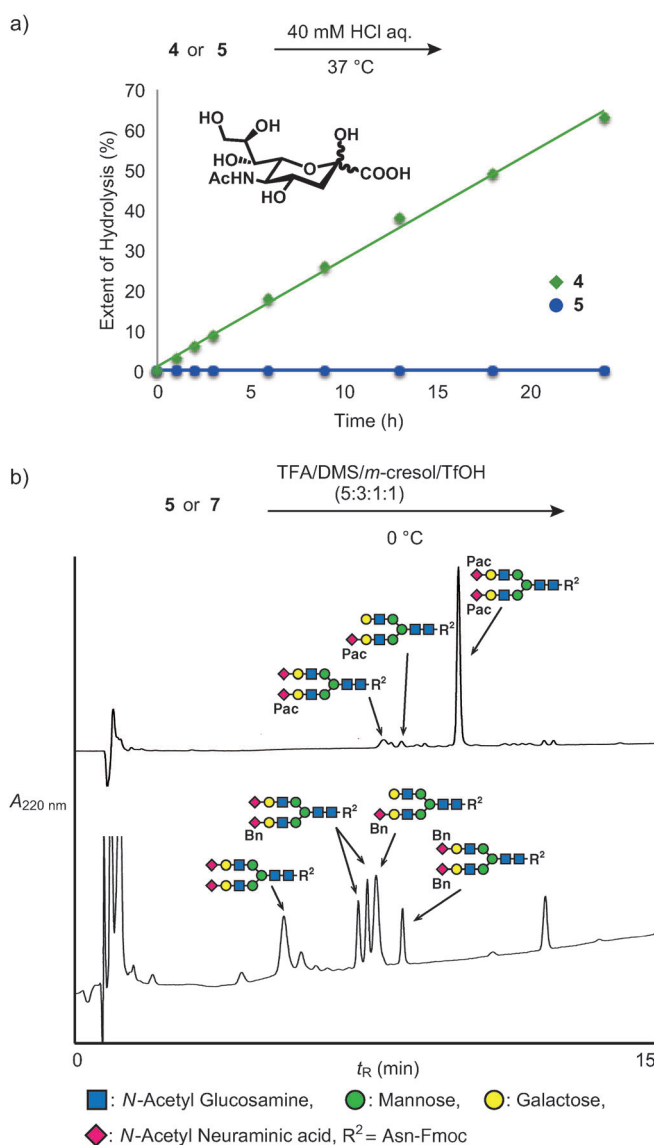 a)
4 or 5
40 mM HCl aq.
37 °C
Extent of Hydrolysis (%)
70
60
50
40
30
20
10
0
HO
OH
OH
HO
O
COOH
AcHN
HO
4
5
0
5
10
15
20
Time (h)
b)
5 or 7
TFA/DMS/m-cresol/TfOH
(5:3:1:1)
0 °C
Pac
R²
Pac
R²
Pac
R²
Pac
A220 nm
R²
Bn
R²
Bn
Bn
R²
Bn
R²
0
tR (min)
15
: N-Acetyl Glucosamine, : Mannose, : Galactose,
: N-Acetyl Neuraminic acid, R² = Asn-Fmoc